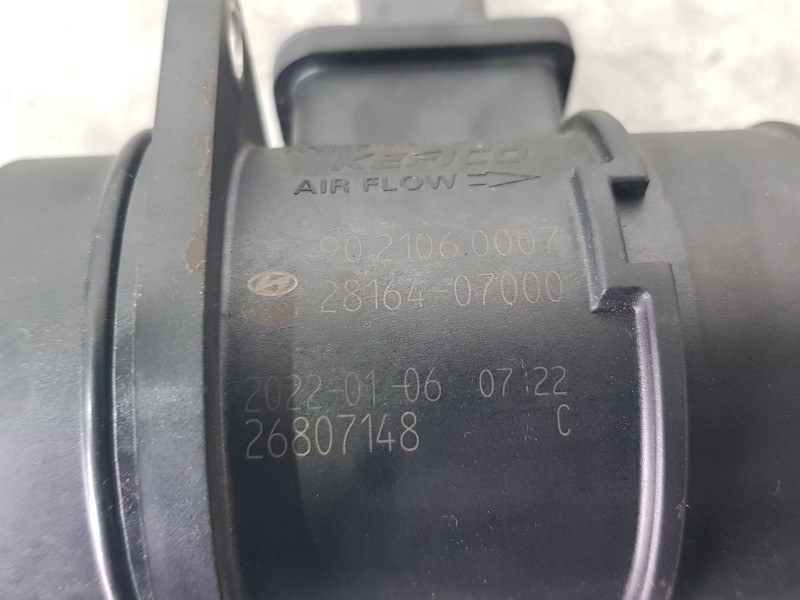 KEFICO
AIR FLOW
90 2106 0007
28164-07000
2022-01-06 07:22
26807148 C